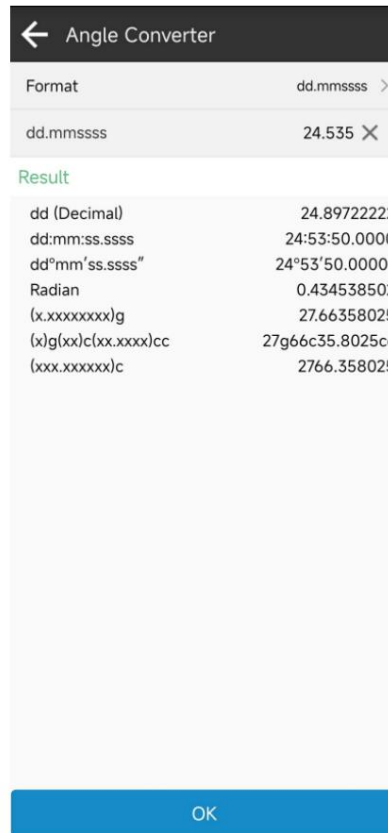 Angle Converter
Format dd.mmssss
dd.mmssss 24.535
Result
dd (Decimal) 24.8972222
dd:mm:ss.ssss 24:53:50.0000
dd°mm′ss.ssss″ 24°53′50.0000
Radian 0.43453850
(x.xxxxxxxx)g 27.6635802
(x)g(xx)c(xx.xxxx)cc 27g66c35.8025c
(xxx.xxxxxx)c 2766.35802
OK